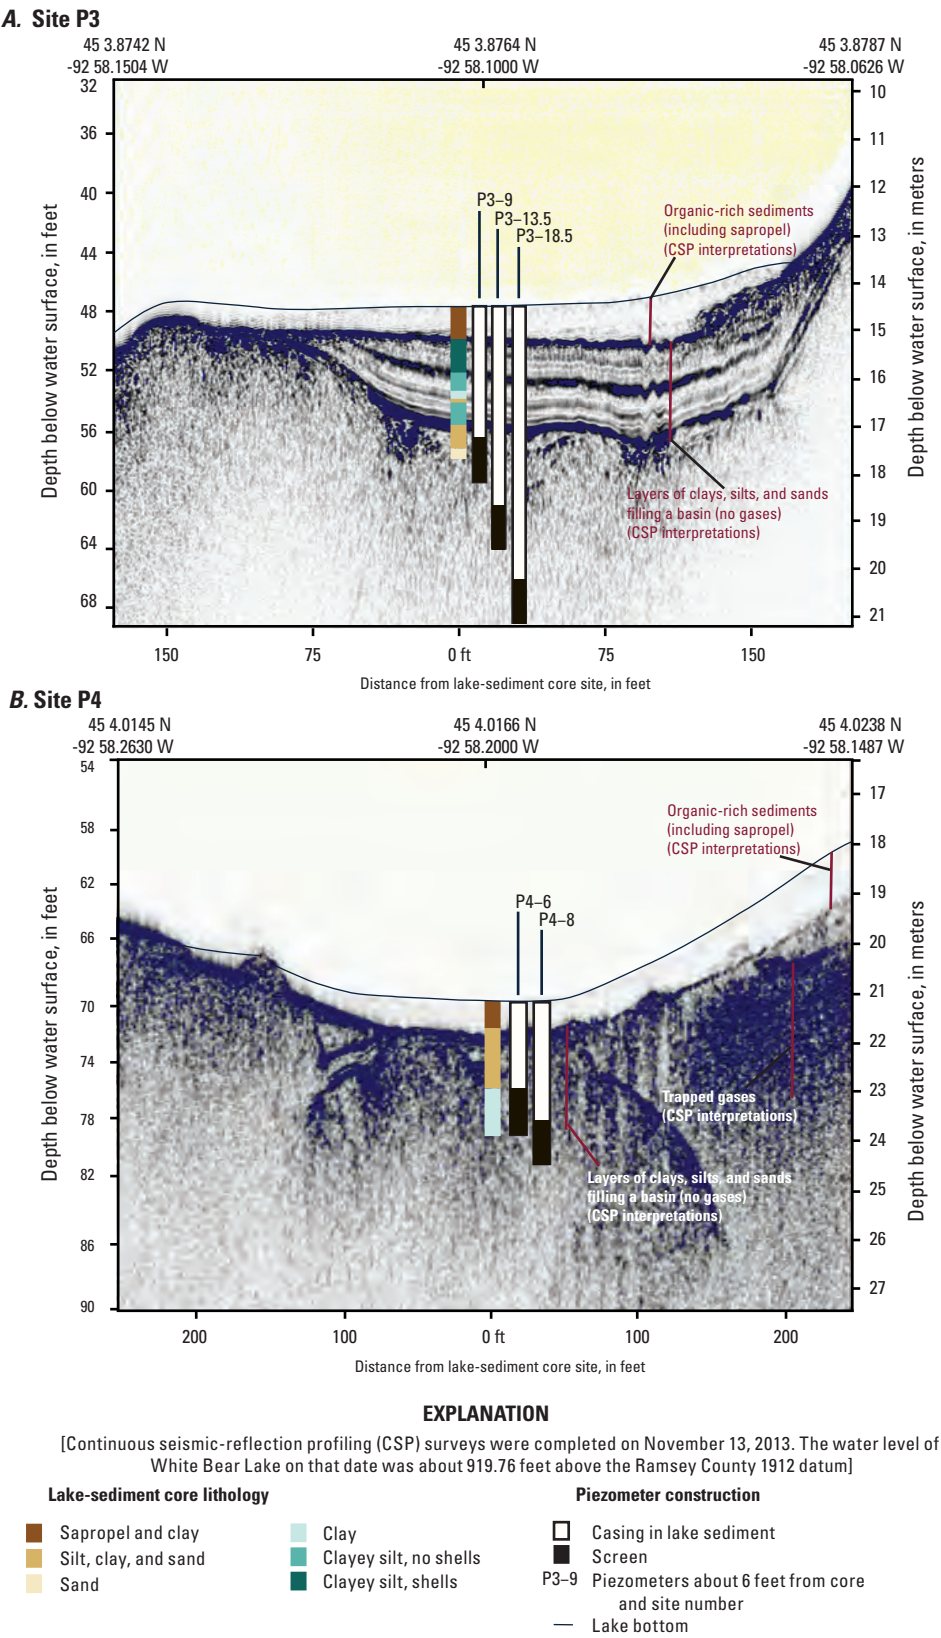 A. Site P3
45 3.8742 N
-92 58.1504 W
45 3.8764 N
-92 58.1000 W
45 3.8787 N
-92 58.0626 W
Depth below water surface, in feet
32
36
40
44
48
52
56
60
64
68
P3–9
P3–13.5
P3–18.5
Organic-rich sediments
(including sapropel)
(CSP interpretations)
Layers of clays, silts, and sands
filling a basin (no gases)
(CSP interpretations)
10
11
12
13
14
15
16
17
18
19
20
21
Depth below water surface, in meters
150
75
0 ft
75
150
Distance from lake-sediment core site, in feet
B. Site P4
45 4.0145 N
-92 58.2630 W
45 4.0166 N
-92 58.2000 W
45 4.0238 N
-92 58.1487 W
Depth below water surface, in feet
54
58
62
66
70
74
78
82
86
90
P4–6
P4–8
Organic-rich sediments
(including sapropel)
(CSP interpretations)
Trapped gases
(CSP interpretations)
Layers of clays, silts, and sands
filling a basin (no gases)
(CSP interpretations)
17
18
19
20
21
22
23
24
25
26
27
Depth below water surface, in meters
200
100
0 ft
100
200
Distance from lake-sediment core site, in feet
EXPLANATION
[Continuous seismic-reflection profiling (CSP) surveys were completed on November 13, 2013. The water level of
White Bear Lake on that date was about 919.76 feet above the Ramsey County 1912 datum]
Lake-sediment core lithology
Sapropel and clay
Silt, clay, and sand
Sand
Clay
Clayey silt, no shells
Clayey silt, shells
Piezometer construction
Casing in lake sediment
Screen
P3–9 Piezometers about 6 feet from core
and site number
Lake bottom